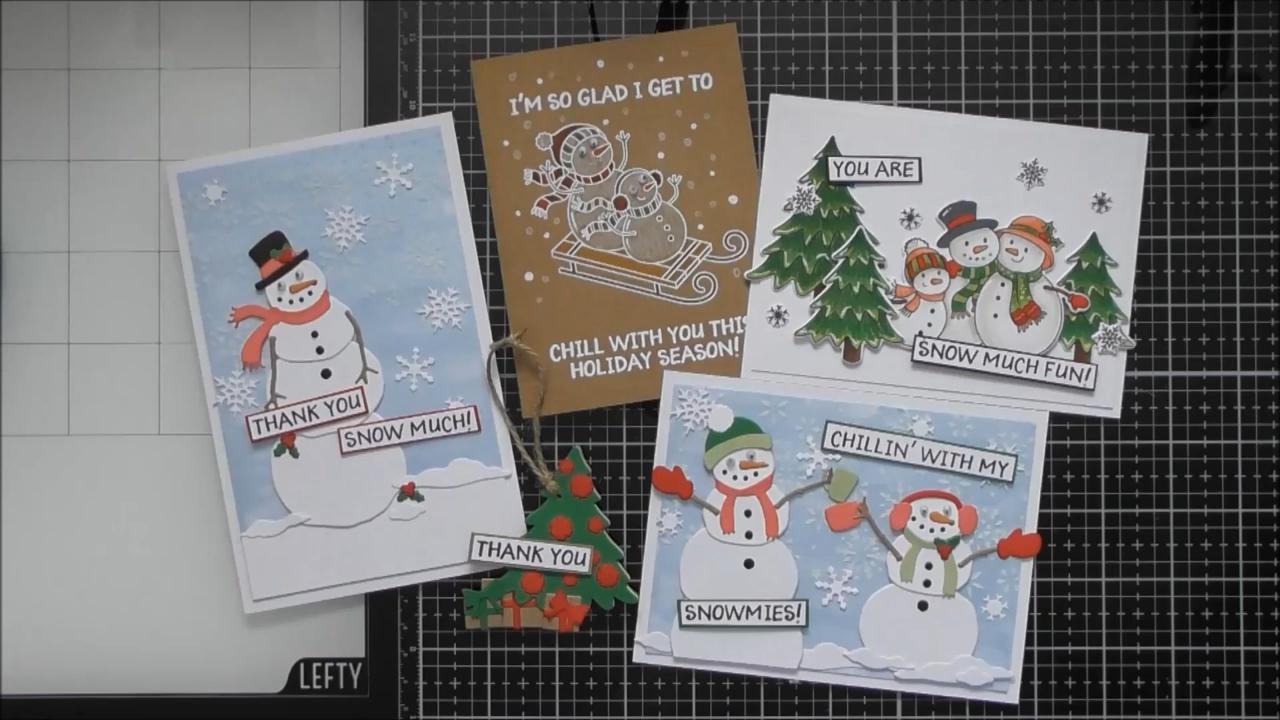 I'M SO GLAD I GET TO
CHILL WITH YOU THIS
HOLIDAY SEASON!
YOU ARE
SNOW MUCH FUN!
THANK YOU
SNOW MUCH!
THANK YOU
CHILLIN' WITH MY
SNOWMIES!
LEFTY